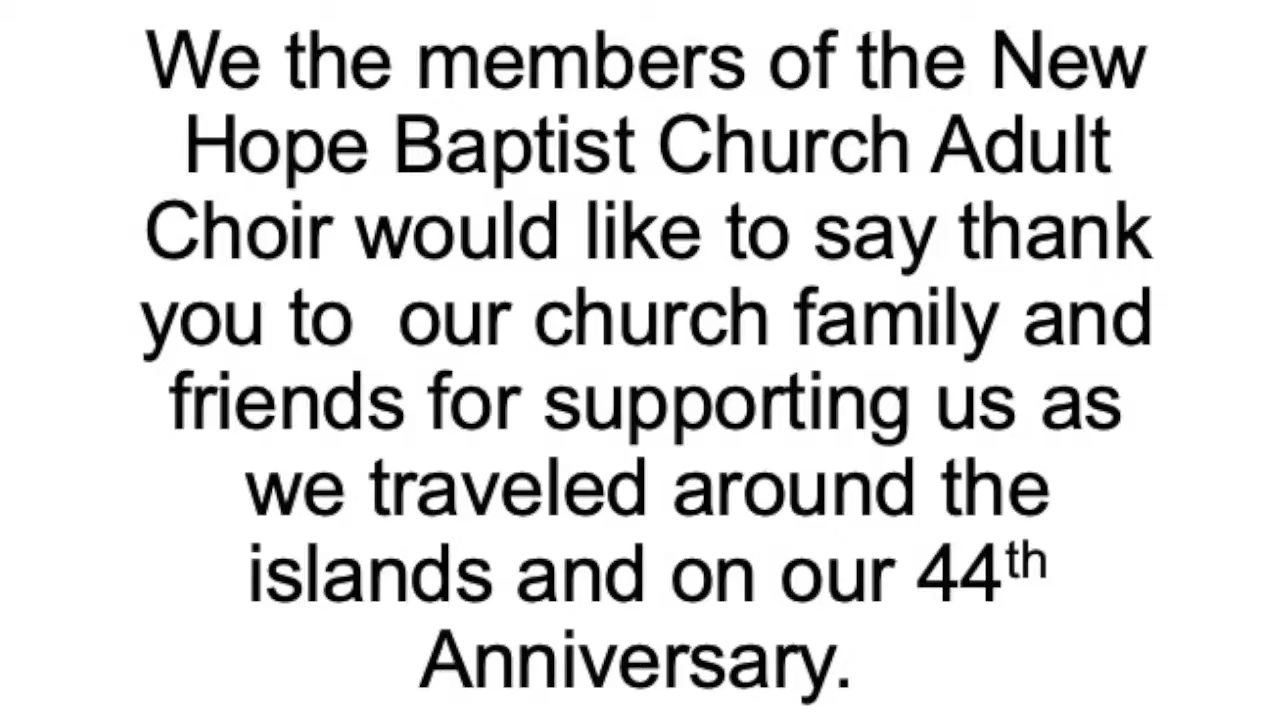 We the members of the New
Hope Baptist Church Adult
Choir would like to say thank
you to  our church family and
friends for supporting us as
we traveled around the
islands and on our 44th
Anniversary.